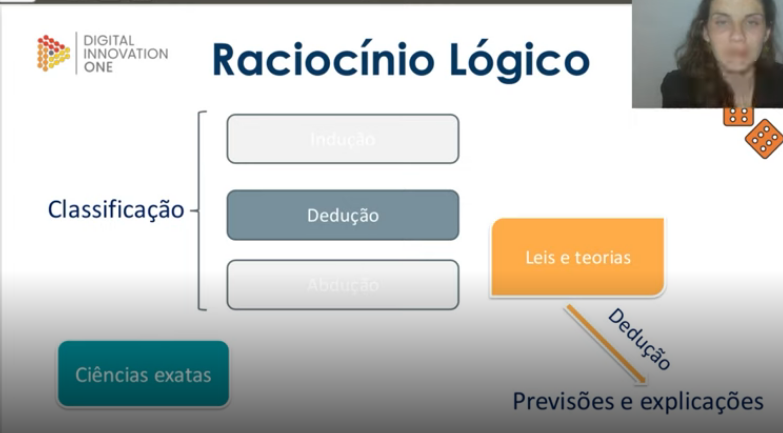 DIGITAL
INNOVATION
ONE
Raciocínio Lógico
Indução
Classificação
Dedução
Abdução
Leis e teorias
Dedução
Ciências exatas
Previsões e explicações